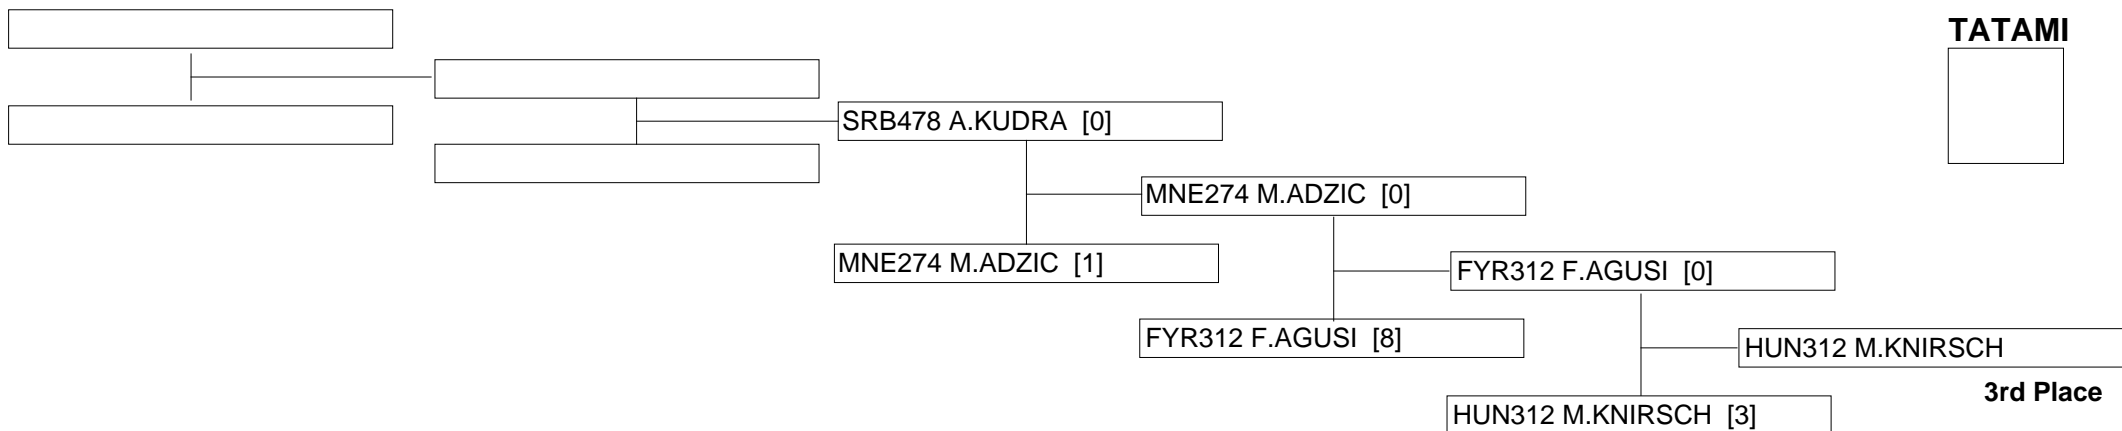 TATAMI
SRB478 A.KUDRA [0]
MNE274 M.ADZIC [0]
MNE274 M.ADZIC [1]
FYR312 F.AGUSI [0]
FYR312 F.AGUSI [8]
HUN312 M.KNIRSCH
3rd Place
HUN312 M.KNIRSCH [3]